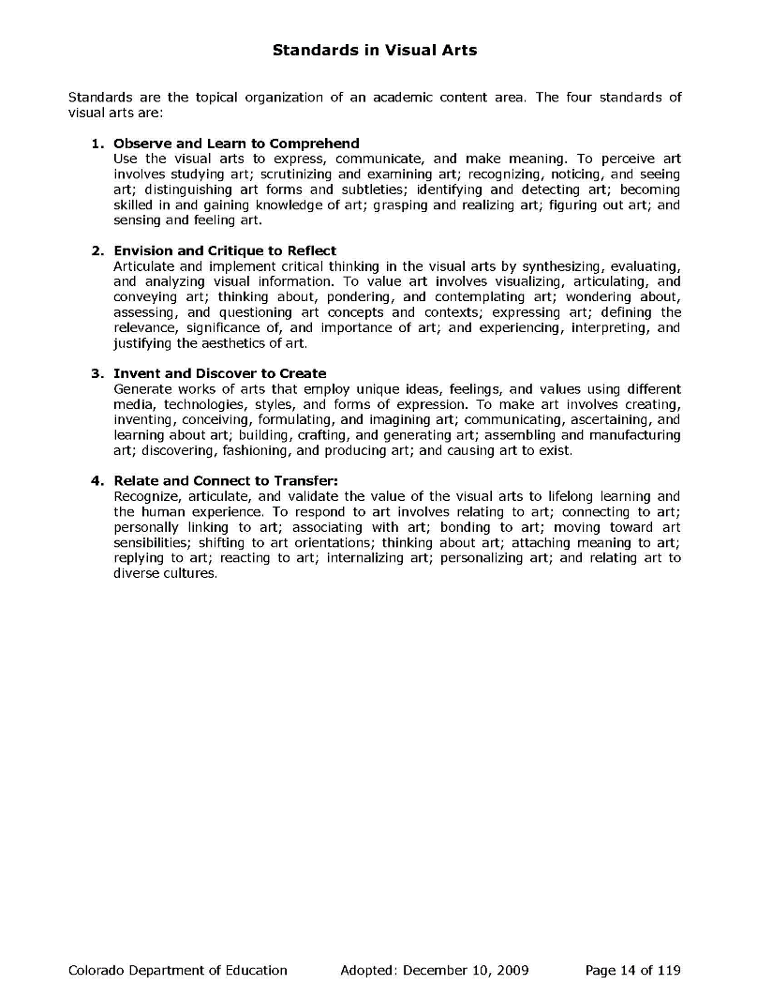 Standards in Visual Arts
Standards are the topical organization of an academic content area. The four standards of
visual arts are:
1. Observe and Learn to Comprehend
Use the visual arts to express, communicate, and make meaning. To perceive art
involves studying art; scrutinizing and examining art; recognizing, noticing, and seeing
art; distinguishing art forms and subtleties; identifying and detecting art; becoming
skilled in and gaining knowledge of art; grasping and realizing art; figuring out art; and
sensing and feeling art.
2. Envision and Critique to Reflect
Articulate and implement critical thinking in the visual arts by synthesizing, evaluating,
and analyzing visual information. To value art involves visualizing, articulating, and
conveying art; thinking about, pondering, and contemplating art; wondering about,
assessing, and questioning art concepts and contexts; expressing art; defining the
relevance, significance of, and importance of art; and experiencing, interpreting, and
justifying the aesthetics of art.
3. Invent and Discover to Create
Generate works of arts that employ unique ideas, feelings, and values using different
media, technologies, styles, and forms of expression. To make art involves creating,
inventing, conceiving, formulating, and imagining art; communicating, ascertaining, and
learning about art; building, crafting, and generating art; assembling and manufacturing
art; discovering, fashioning, and producing art; and causing art to exist.
4. Relate and Connect to Transfer:
Recognize, articulate, and validate the value of the visual arts to lifelong learning and
the human experience. To respond to art involves relating to art; connecting to art;
personally linking to art; associating with art; bonding to art; moving toward art
sensibilities; shifting to art orientations; thinking about art; attaching meaning to art;
replying to art; reacting to art; internalizing art; personalizing art; and relating art to
diverse cultures.
Colorado Department of Education Adopted: December 10, 2009 Page 14 of 119